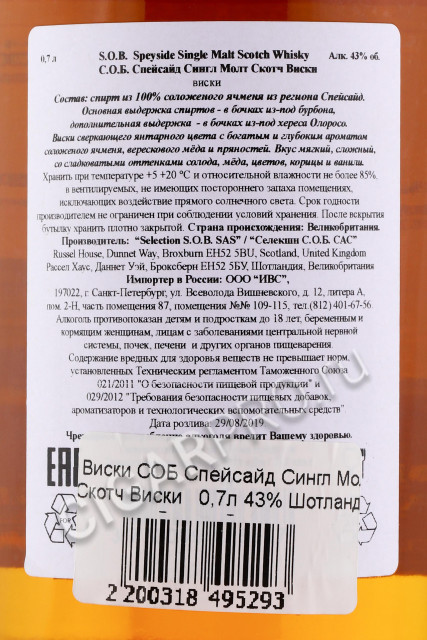 0,7 л S.O.B. Speyside Single Malt Scotch Whisky Алк. 43% об.
С.О.Б. Спейсайд Сингл Молт Скотч Виски
виски
Состав: спирт из 100% соложеного ячменя из региона Спейсайд.
Основная выдержка спиртов - в бочках из-под бурбона,
дополнительная выдержка - в бочках из-под хереса Олоросо.
Виски сверкающего янтарного цвета с богатым и глубоким ароматом
соложеного ячменя, верескового мёда и пряностей. Вкус мягкий, сложный,
со сладковатыми оттенками солода, мёда, цветов, корицы и ванили.
Хранить при температуре +5 +20 °C и относительной влажности не более 85%,
в вентилируемых, не имеющих постороннего запаха помещениях,
исключающих воздействие прямого солнечного света. Срок годности
производителем не ограничен при соблюдении условий хранения. После вскрытия
бутылку хранить плотно закрытой. Страна происхождения: Великобритания.
Производитель: “Selection S.O.B. SAS” / “Селекшн С.О.Б. САС”
Russel House, Dunnet Way, Broxburn EH52 5BU, Scotland, United Kingdom
Рассел Хаус, Даннет Уэй, Броксберн EH52 5БУ, Шотландия, Великобритания
Импортер в России: ООО “ИВС”,
197022, г. Санкт-Петербург, ул. Всеволода Вишневского, д. 12, литера А,
пом. 2-Н, часть помещения 87, помещения №№ 109-115, тел.(812) 401-67-56
Алкоголь противопоказан детям и подросткам до 18 лет, беременным и
кормящим женщинам, лицам с заболеваниями центральной нервной
системы, почек, печени и других органов пищеварения
Содержание вредных для здоровья веществ не превышает норм,
установленных Техническим регламентом Таможенного Союза
021/2011 "О безопасности пищевой продукции" и
029/2012 "Требования безопасности пищевых добавок,
ароматизаторов и технологических вспомогательных средств"
Дата розлива: 29/08/2019
вредит Вашему здоровью.
EAC
Виски СОБ Спейсайд Сингл Мол
Скотч Виски 0,7л 43% Шотланд
2 200318 495293
CIGARPRO.ru